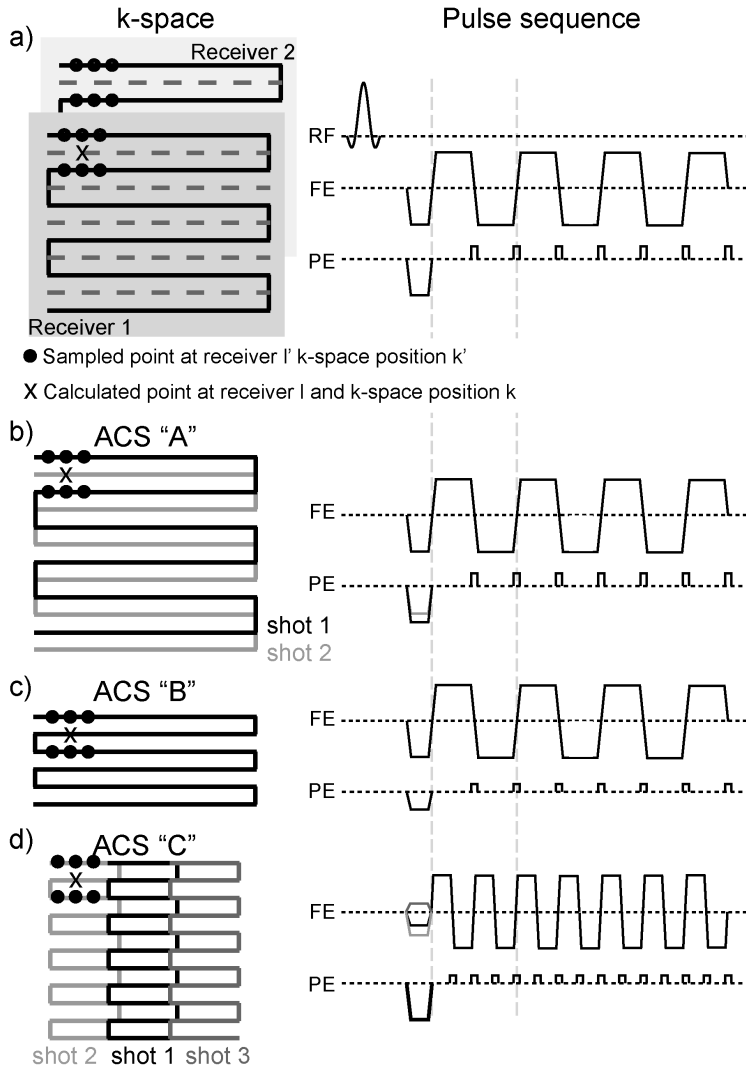 k-space
Pulse sequence
a)
Receiver 2
X
Receiver 1
RF
FE
PE
Sampled point at receiver l’ k-space position k’
X Calculated point at receiver l and k-space position k
b)
ACS “A”
X
shot 1
shot 2
FE
PE
c)
ACS “B”
X
FE
PE
d)
ACS “C”
X
shot 2 shot 1 shot 3
FE
PE